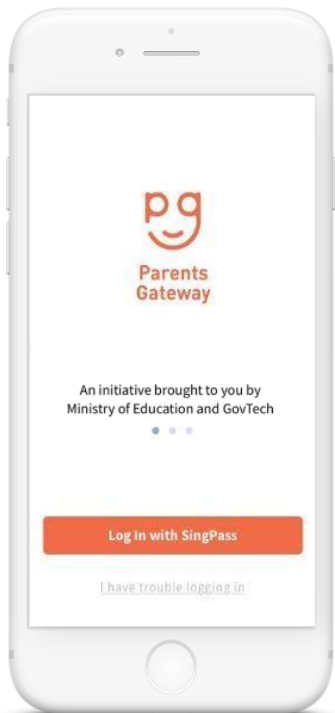 pg
Parents
Gateway
An initiative brought to you by
Ministry of Education and GovTech
Log In with SingPass
I have trouble logging in